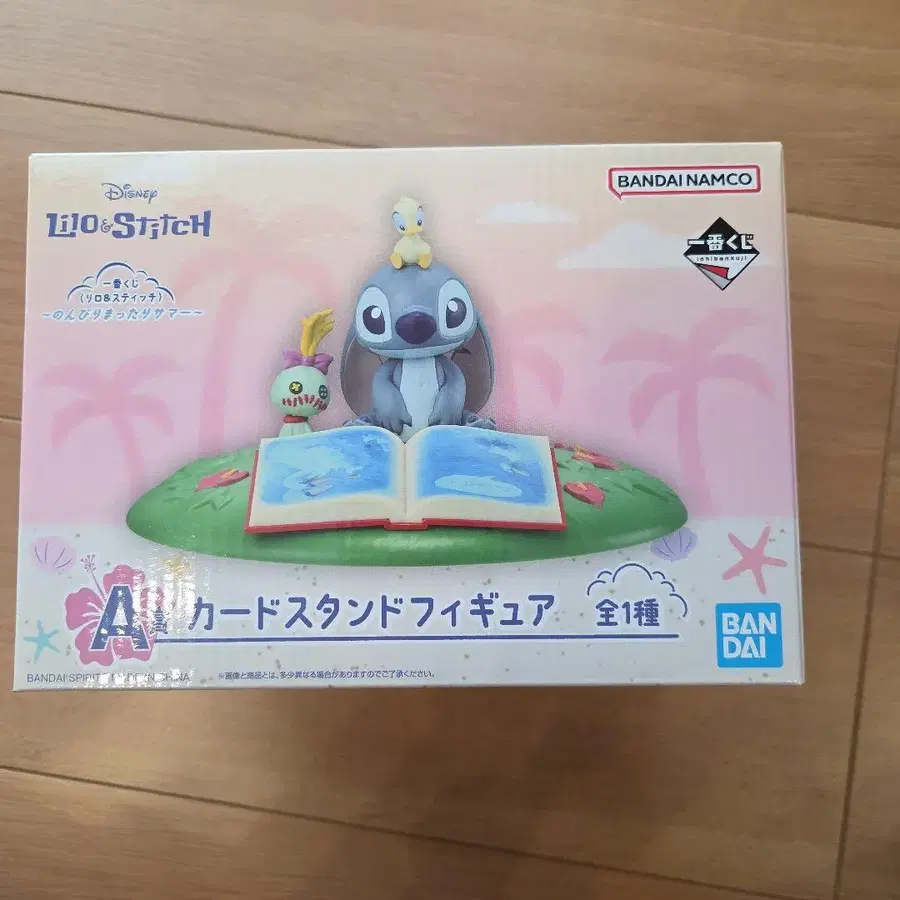 Disney
Lilo & Stitch
BANDAI NAMCO
一番くじ
ichibankuji
一番くじ
(リロ&スティッチ)
~のんびりまったりサマー~
A賞 カードスタンドフィギュア 全1種
BAN
DAI
BANDAI SPIRIT
※画像と商品とは、多少異なる場合がありますのでご了承ください。